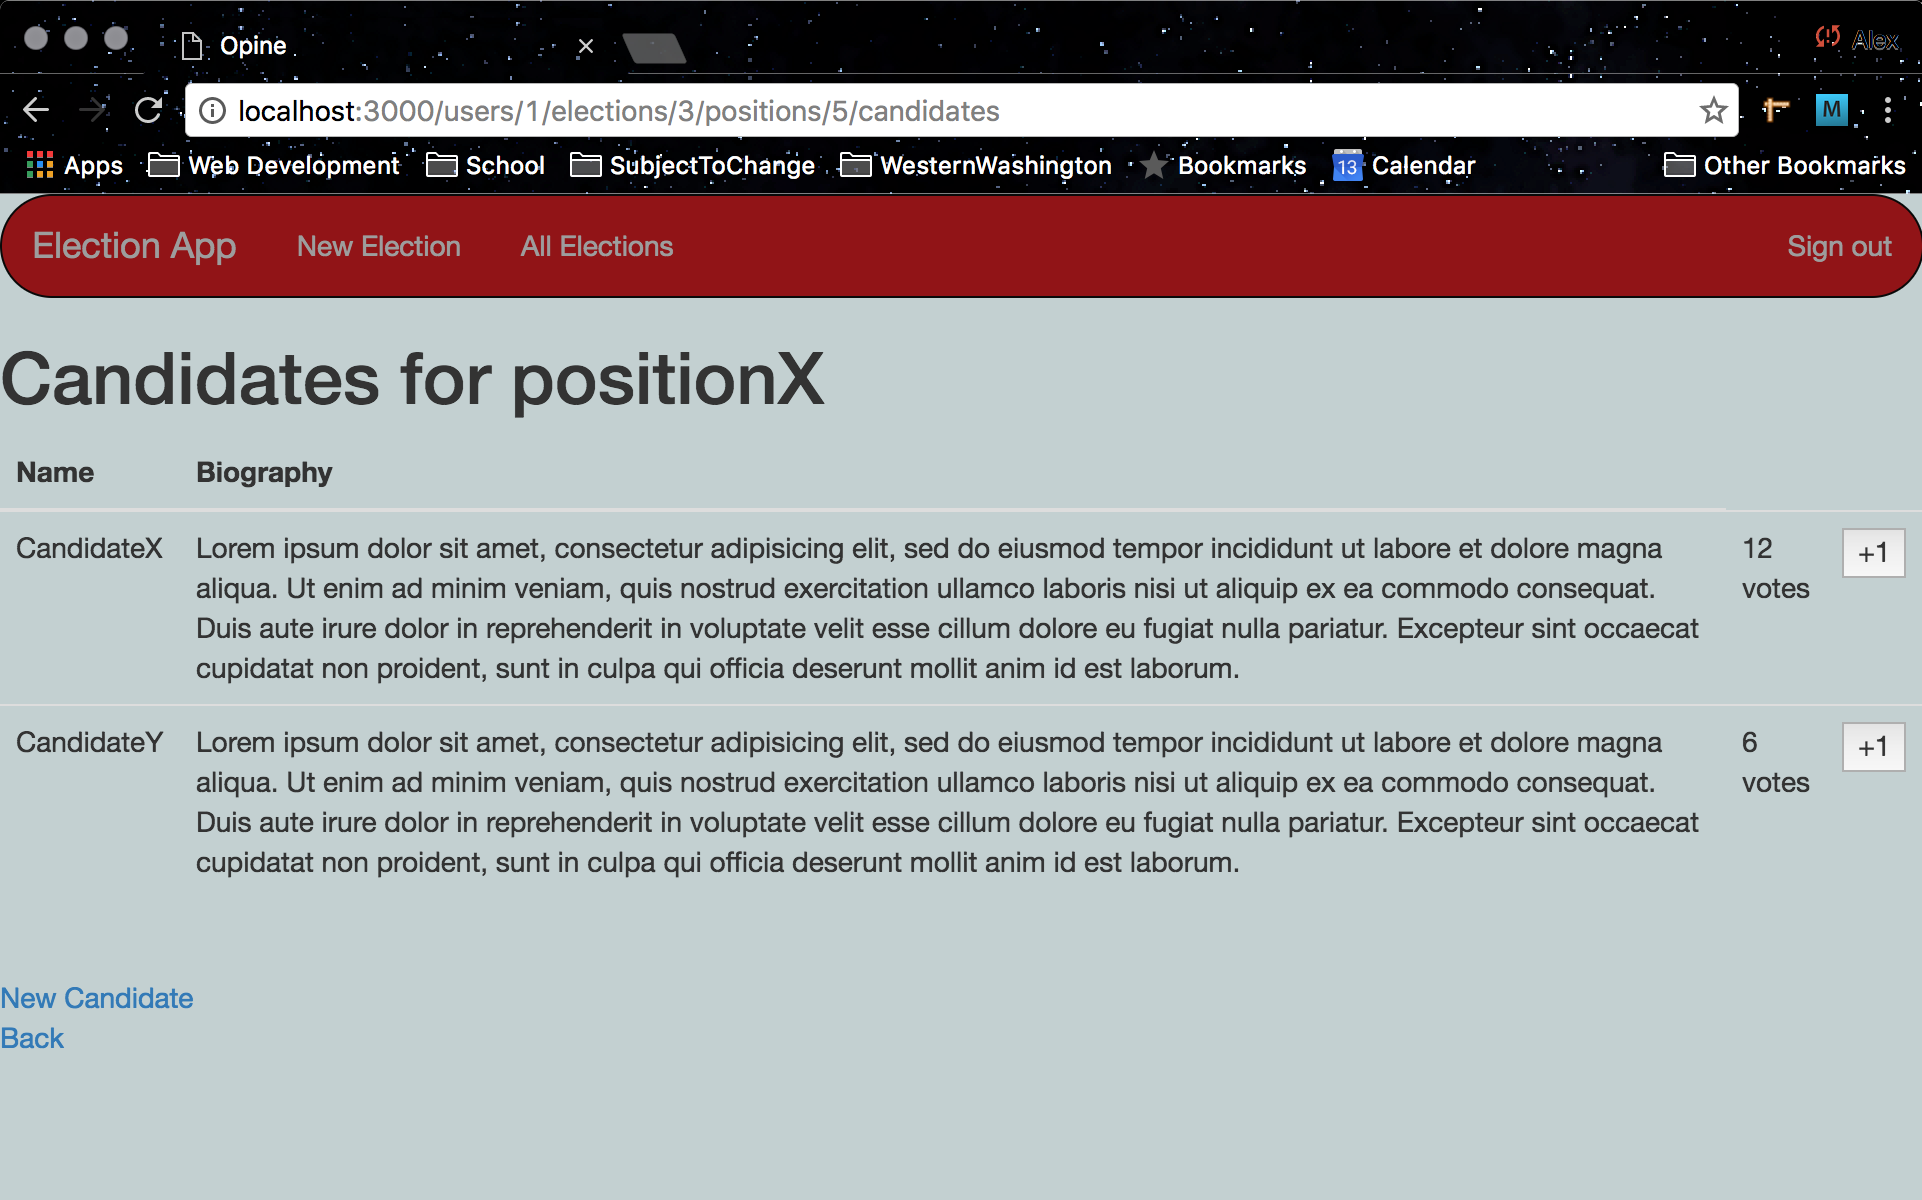 Opine
Alex
localhost:3000/users/1/elections/3/positions/5/candidates
M
Apps Web Development School SubjectToChange WesternWashington Bookmarks 13 Calendar Other Bookmarks
Election App New Election All Elections Sign out
Candidates for positionX
Name Biography
CandidateX Lorem ipsum dolor sit amet, consectetur adipisicing elit, sed do eiusmod tempor incididunt ut labore et dolore magna 12 +1
aliqua. Ut enim ad minim veniam, quis nostrud exercitation ullamco laboris nisi ut aliquip ex ea commodo consequat. votes
Duis aute irure dolor in reprehenderit in voluptate velit esse cillum dolore eu fugiat nulla pariatur. Excepteur sint occaecat
cupidatat non proident, sunt in culpa qui officia deserunt mollit anim id est laborum.
CandidateY Lorem ipsum dolor sit amet, consectetur adipisicing elit, sed do eiusmod tempor incididunt ut labore et dolore magna 6 +1
aliqua. Ut enim ad minim veniam, quis nostrud exercitation ullamco laboris nisi ut aliquip ex ea commodo consequat. votes
Duis aute irure dolor in reprehenderit in voluptate velit esse cillum dolore eu fugiat nulla pariatur. Excepteur sint occaecat
cupidatat non proident, sunt in culpa qui officia deserunt mollit anim id est laborum.
New Candidate
Back